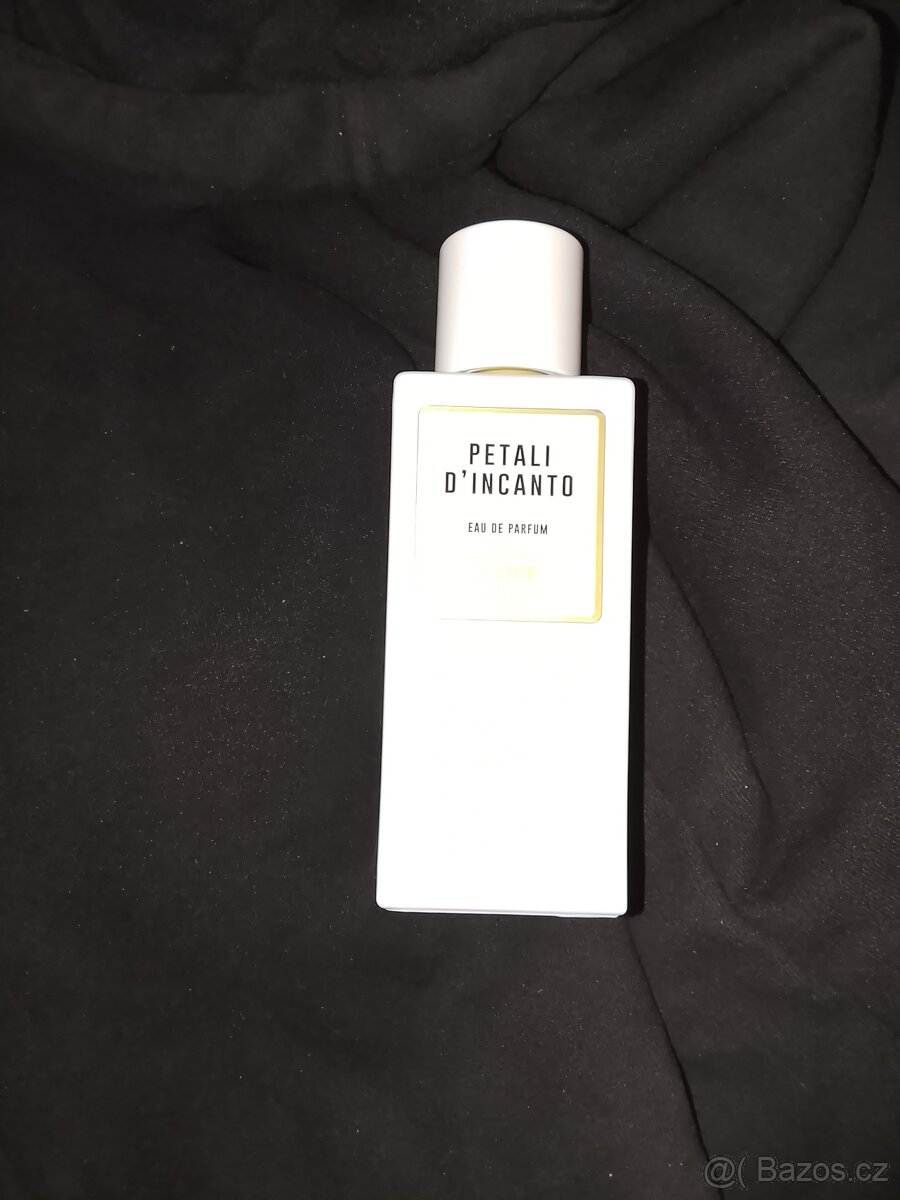 PETALI
D'INCANTO
EAU DE PARFUM
@( Bazos.cz